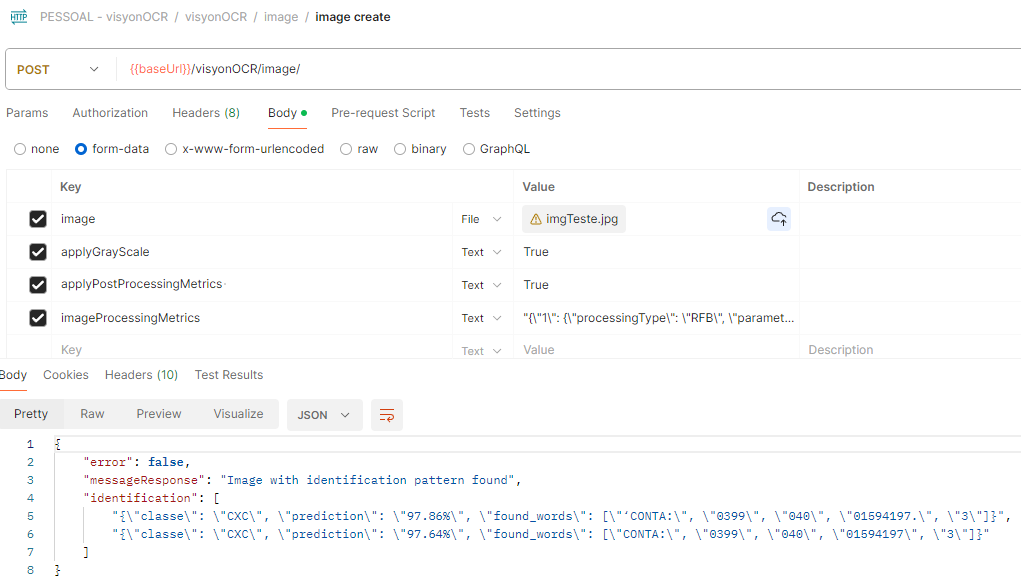 HTTP PESSOAL - visyonOCR / visyonOCR / image / image create
POST {{baseUrl}}/visyonOCR/image/
Params Authorization Headers (8) Body Pre-request Script Tests Settings
none form-data x-www-form-urlencoded raw binary GraphQL
Key Value Description
image File imgTeste.jpg
applyGrayScale Text True
applyPostProcessingMetrics Text True
imageProcessingMetrics Text "{\"1\": {\"processingType\": \"RFB\", \"paramet...
Key Text Value Description
Body Cookies Headers (10) Test Results
Pretty Raw Preview Visualize JSON
1 {
2 "error": false,
3 "messageResponse": "Image with identification pattern found",
4 "identification": [
5 "{\"classe\": \"CXC\", \"prediction\": \"97.86%\", \"found_words\": [\"‘CONTA:\", \"0399\", \"040\", \"01594197.\", \"3\"]}",
6 "{\"classe\": \"CXC\", \"prediction\": \"97.64%\", \"found_words\": [\"CONTA:\", \"0399\", \"040\", \"01594197\", \"3\"]}"
7 ]
8 }